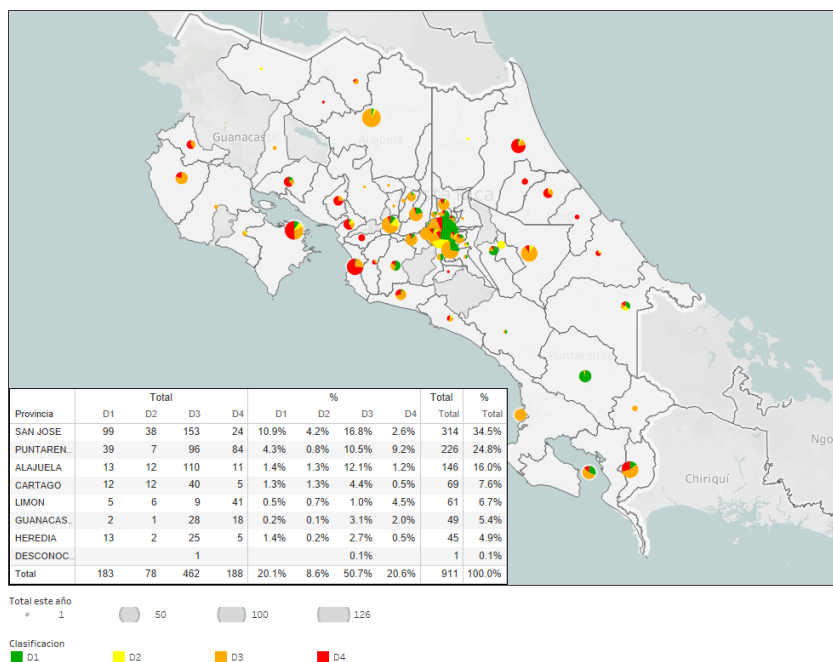 Guanacaste
Alajuela
Puntarenas
Chiriquí
Ngo
Total % Total %
Provincia D1 D2 D3 D4 D1 D2 D3 D4 Total Total
SAN JOSE 99 38 153 24 10.9% 4.2% 16.8% 2.6% 314 34.5%
PUNTAREN.. 39 7 96 84 4.3% 0.8% 10.5% 9.2% 226 24.8%
ALAJUELA 13 12 110 11 1.4% 1.3% 12.1% 1.2% 146 16.0%
CARTAGO 12 12 40 5 1.3% 1.3% 4.4% 0.5% 69 7.6%
LIMON 5 6 9 41 0.5% 0.7% 1.0% 4.5% 61 6.7%
GUANACAS.. 2 1 28 18 0.2% 0.1% 3.1% 2.0% 49 5.4%
HEREDIA 13 2 25 5 1.4% 0.2% 2.7% 0.5% 45 4.9%
DESCONOC.. 1 0.1% 1 0.1%
Total 183 78 462 188 20.1% 8.6% 50.7% 20.6% 911 100.0%
Total este año
1 50 100 126
Clasificacion
D1 D2 D3 D4